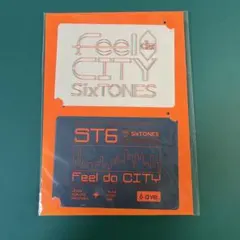 Feel da
CITY
SixTONES
ST6
SixTONES
Feel da CITY